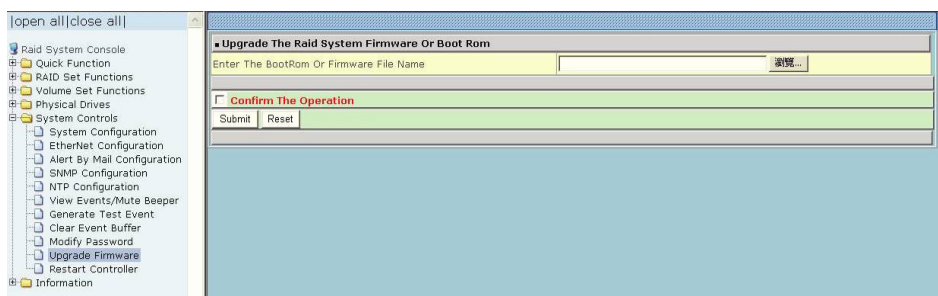 |open all|close all|
Raid System Console
Quick Function
RAID Set Functions
Volume Set Functions
Physical Drives
System Controls
System Configuration
EtherNet Configuration
Alert By Mail Configuration
SNMP Configuration
NTP Configuration
View Events/Mute Beeper
Generate Test Event
Clear Event Buffer
Modify Password
Upgrade Firmware
Restart Controller
Information
Upgrade The Raid System Firmware Or Boot Rom
Enter The BootRom Or Firmware File Name 瀏覽...
Confirm The Operation
Submit Reset